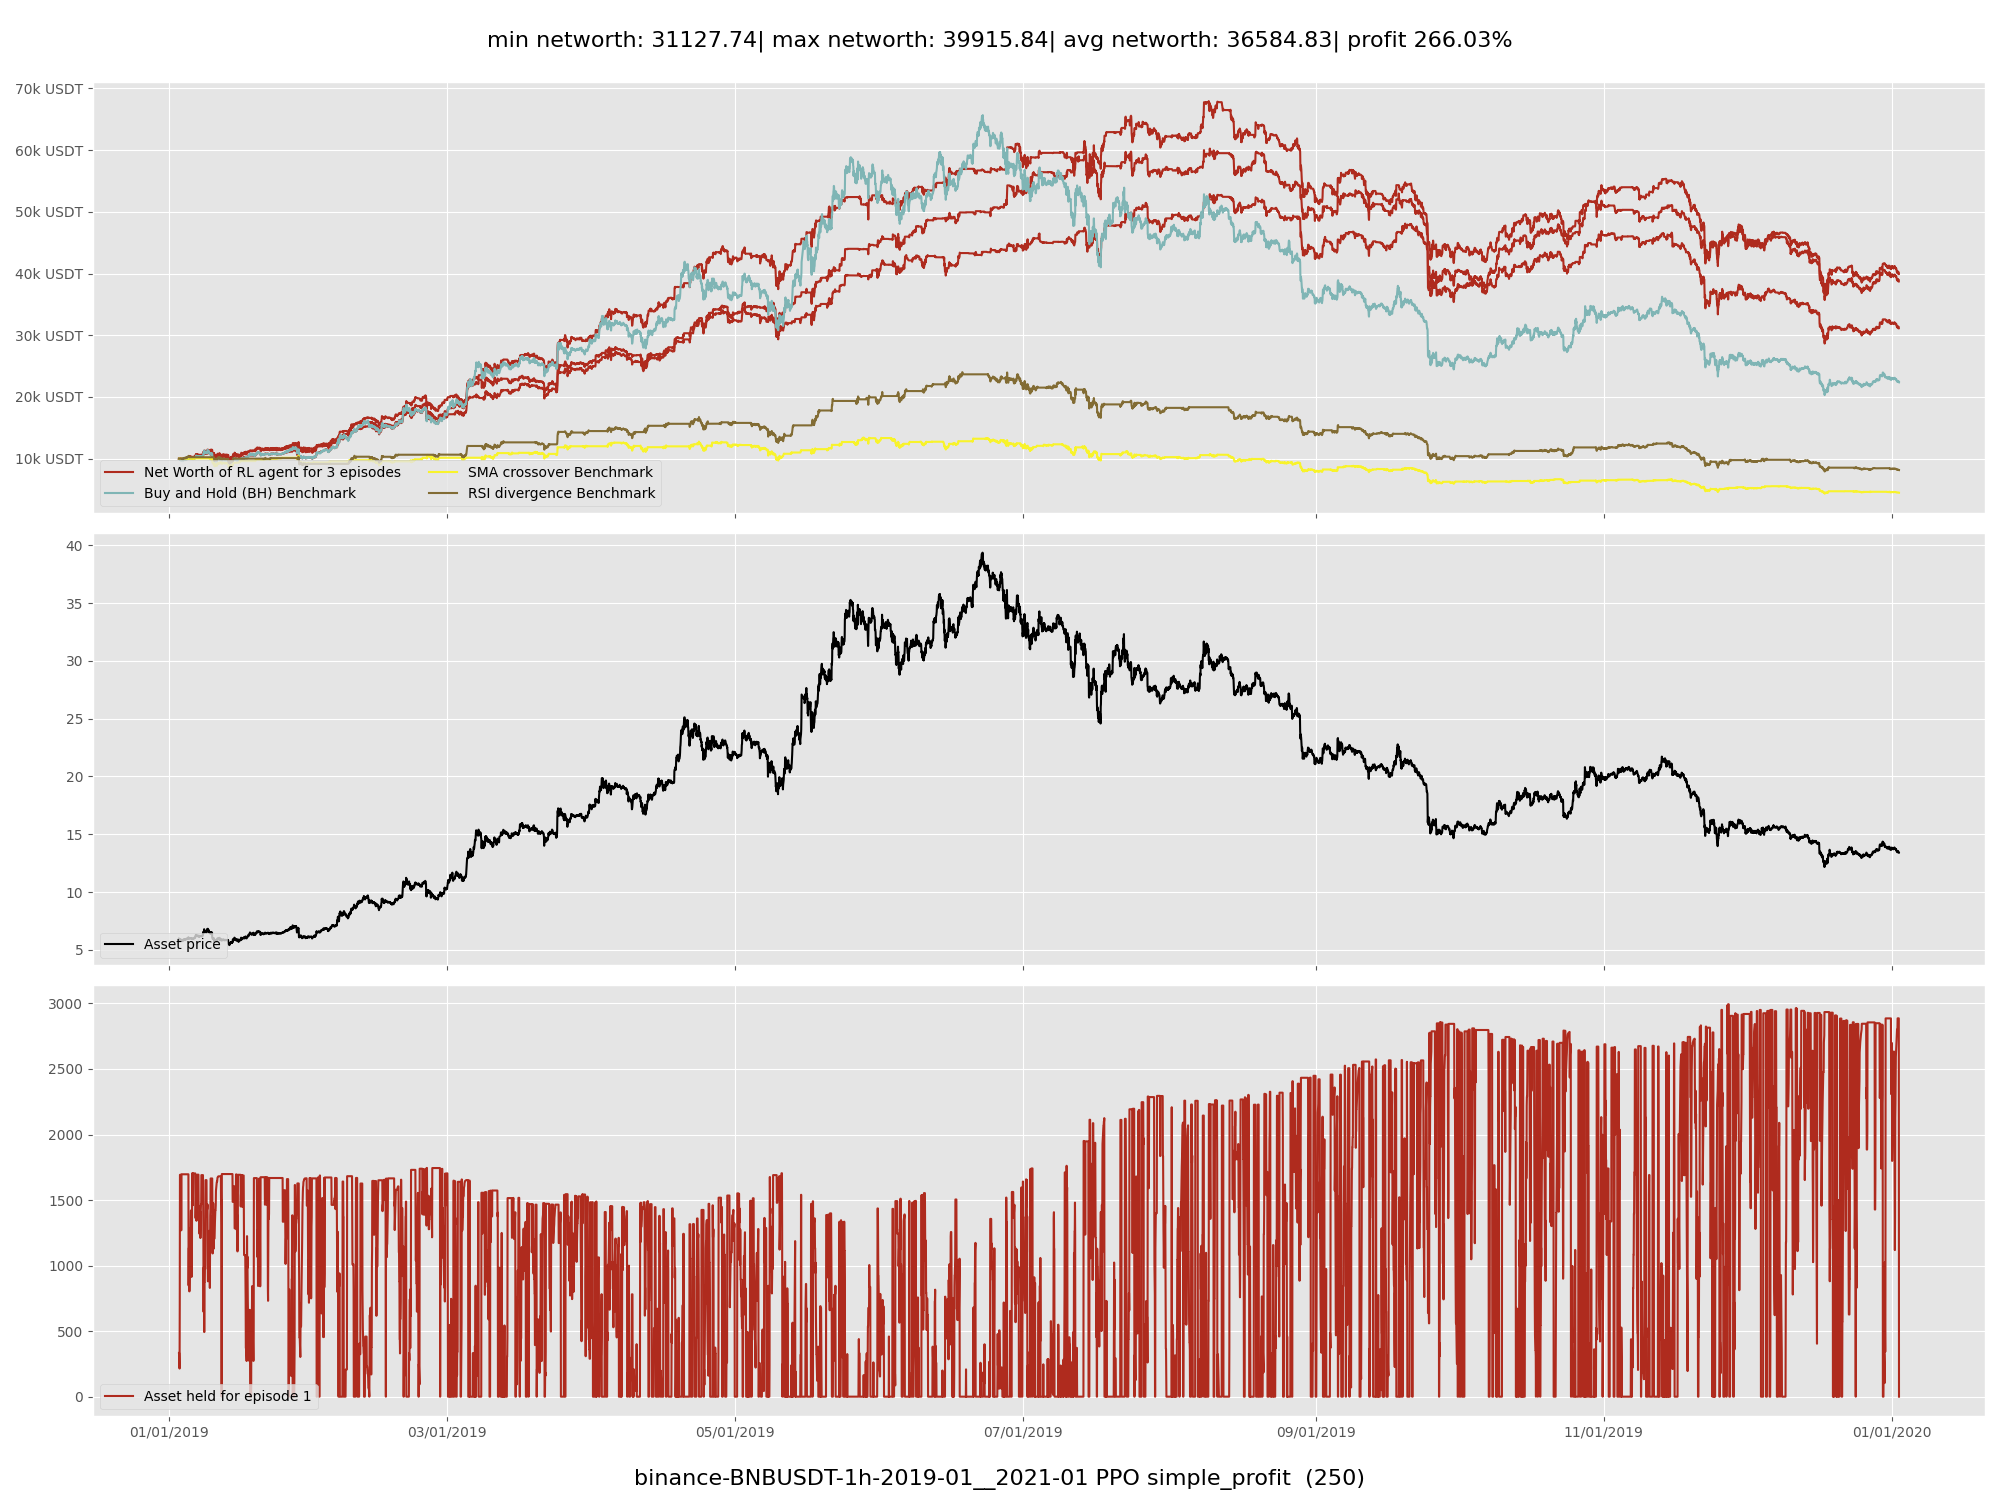 min networth: 31127.74| max networth: 39915.84| avg networth: 36584.83| profit 266.03%
70k USDT
60k USDT
50k USDT
40k USDT
30k USDT
20k USDT
10k USDT
Net Worth of RL agent for 3 episodes
Buy and Hold (BH) Benchmark
SMA crossover Benchmark
RSI divergence Benchmark
40
35
30
25
20
15
10
5
Asset price
3000
2500
2000
1500
1000
500
0
Asset held for episode 1
01/01/2019 03/01/2019 05/01/2019 07/01/2019 09/01/2019 11/01/2019 01/01/2020
binance-BNBUSDT-1h-2019-01__2021-01 PPO simple_profit (250)